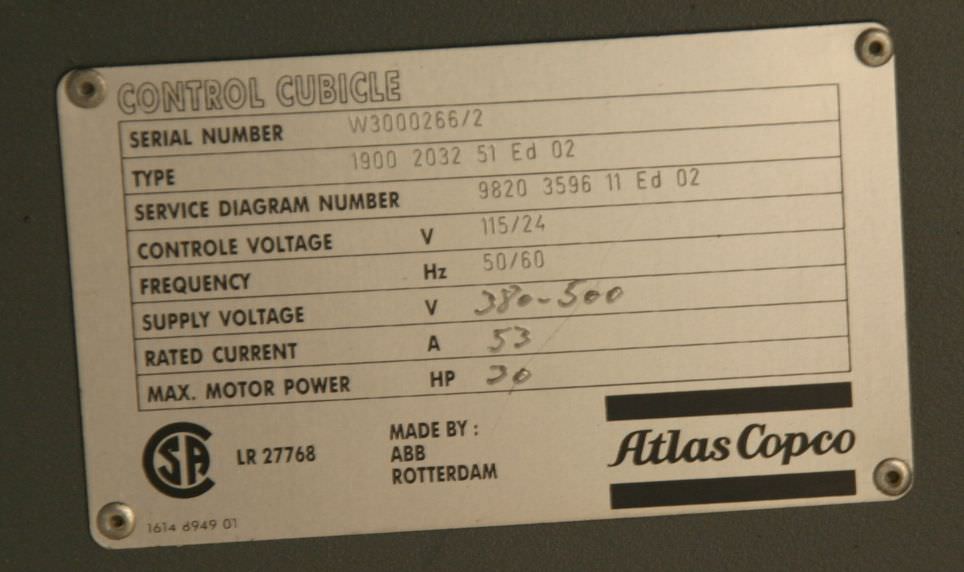 CONTROL CUBICLE
SERIAL NUMBER W3000266/2
TYPE 1900 2032 51 Ed 02
SERVICE DIAGRAM NUMBER 9820 3596 11 Ed 02
CONTROLE VOLTAGE V 115/24
FREQUENCY Hz 50/60
SUPPLY VOLTAGE V 380-500
RATED CURRENT A 53
MAX. MOTOR POWER HP
CSA LR 27768
MADE BY :
ABB
ROTTERDAM
Atlas Copco
1614 6949 01